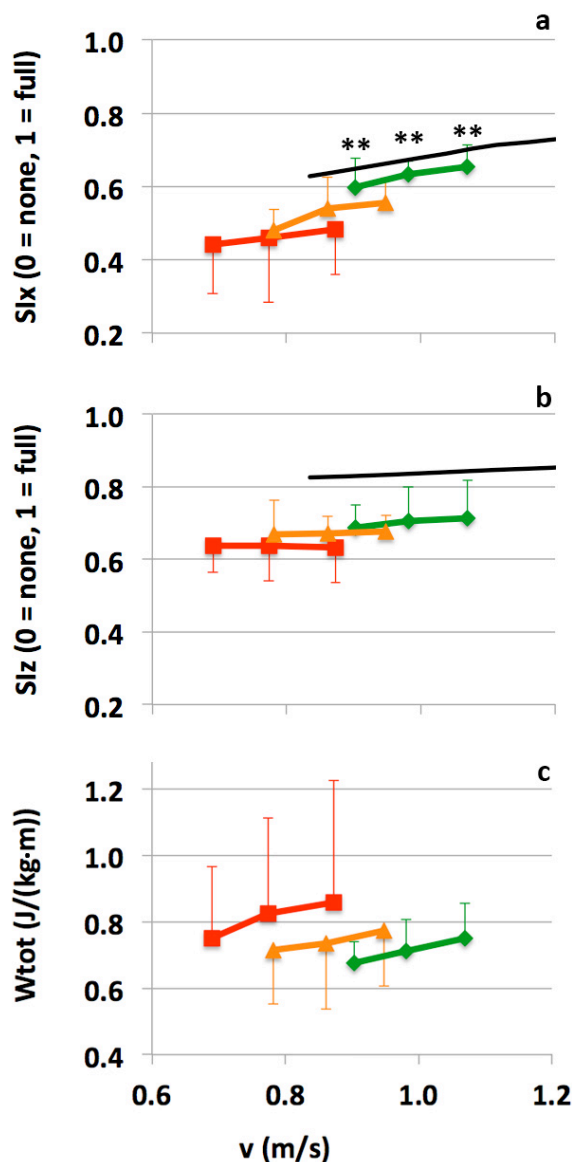 a
SIx (0 = none, 1 = full)
1.0
0.8
0.6
0.4
0.2
** ** **
b
SIz (0 = none, 1 = full)
1.0
0.8
0.6
0.4
0.2
c
Wtot (J/(kg·m))
1.2
1.0
0.8
0.6
0.4
0.6 0.8 1.0 1.2
v (m/s)